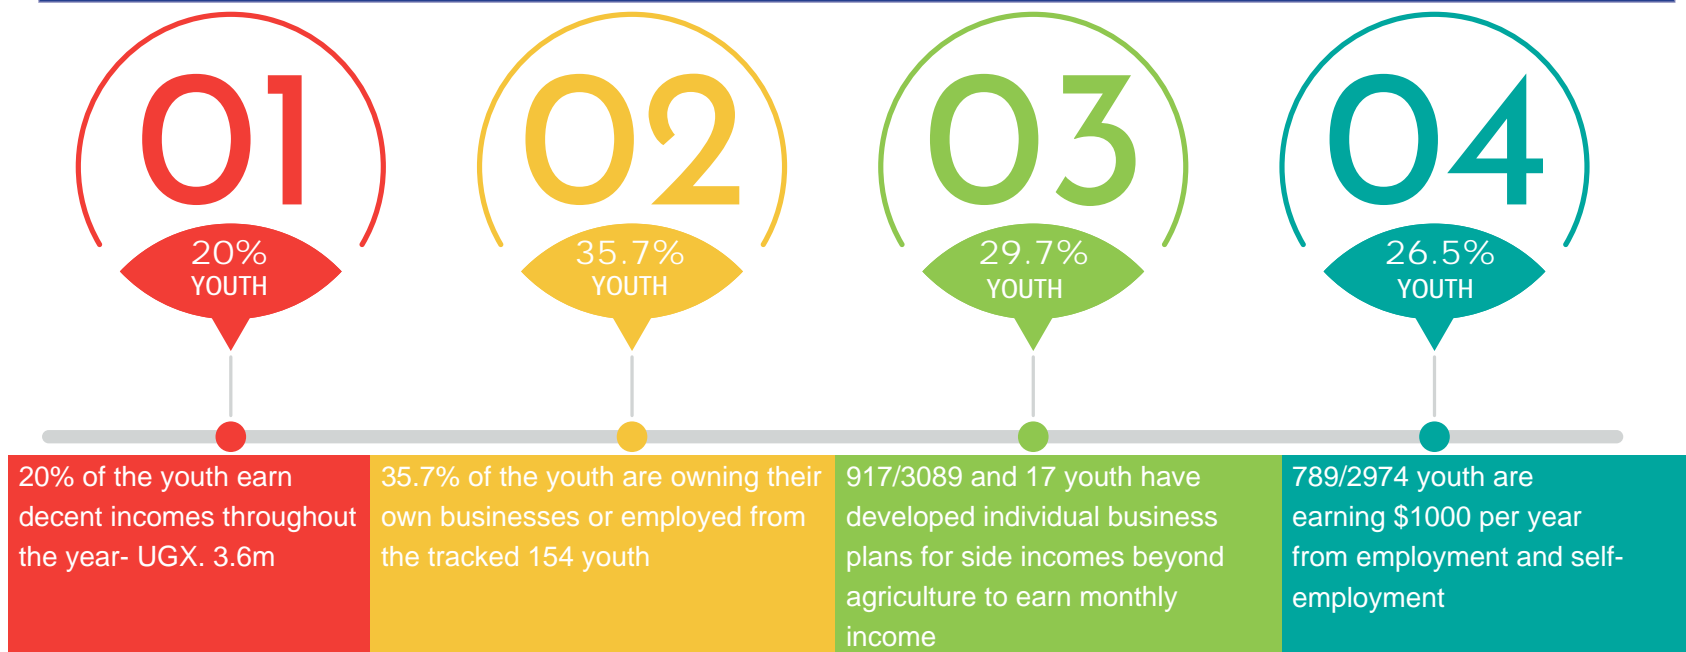 01
20%
YOUTH
20% of the youth earn
decent incomes throughout
the year- UGX. 3.6m
02
35.7%
YOUTH
35.7% of the youth are owning their
own businesses or employed from
the tracked 154 youth
03
29.7%
YOUTH
917/3089 and 17 youth have
developed individual business
plans for side incomes beyond
agriculture to earn monthly
income
04
26.5%
YOUTH
789/2974 youth are
earning $1000 per year
from employment and self-
employment